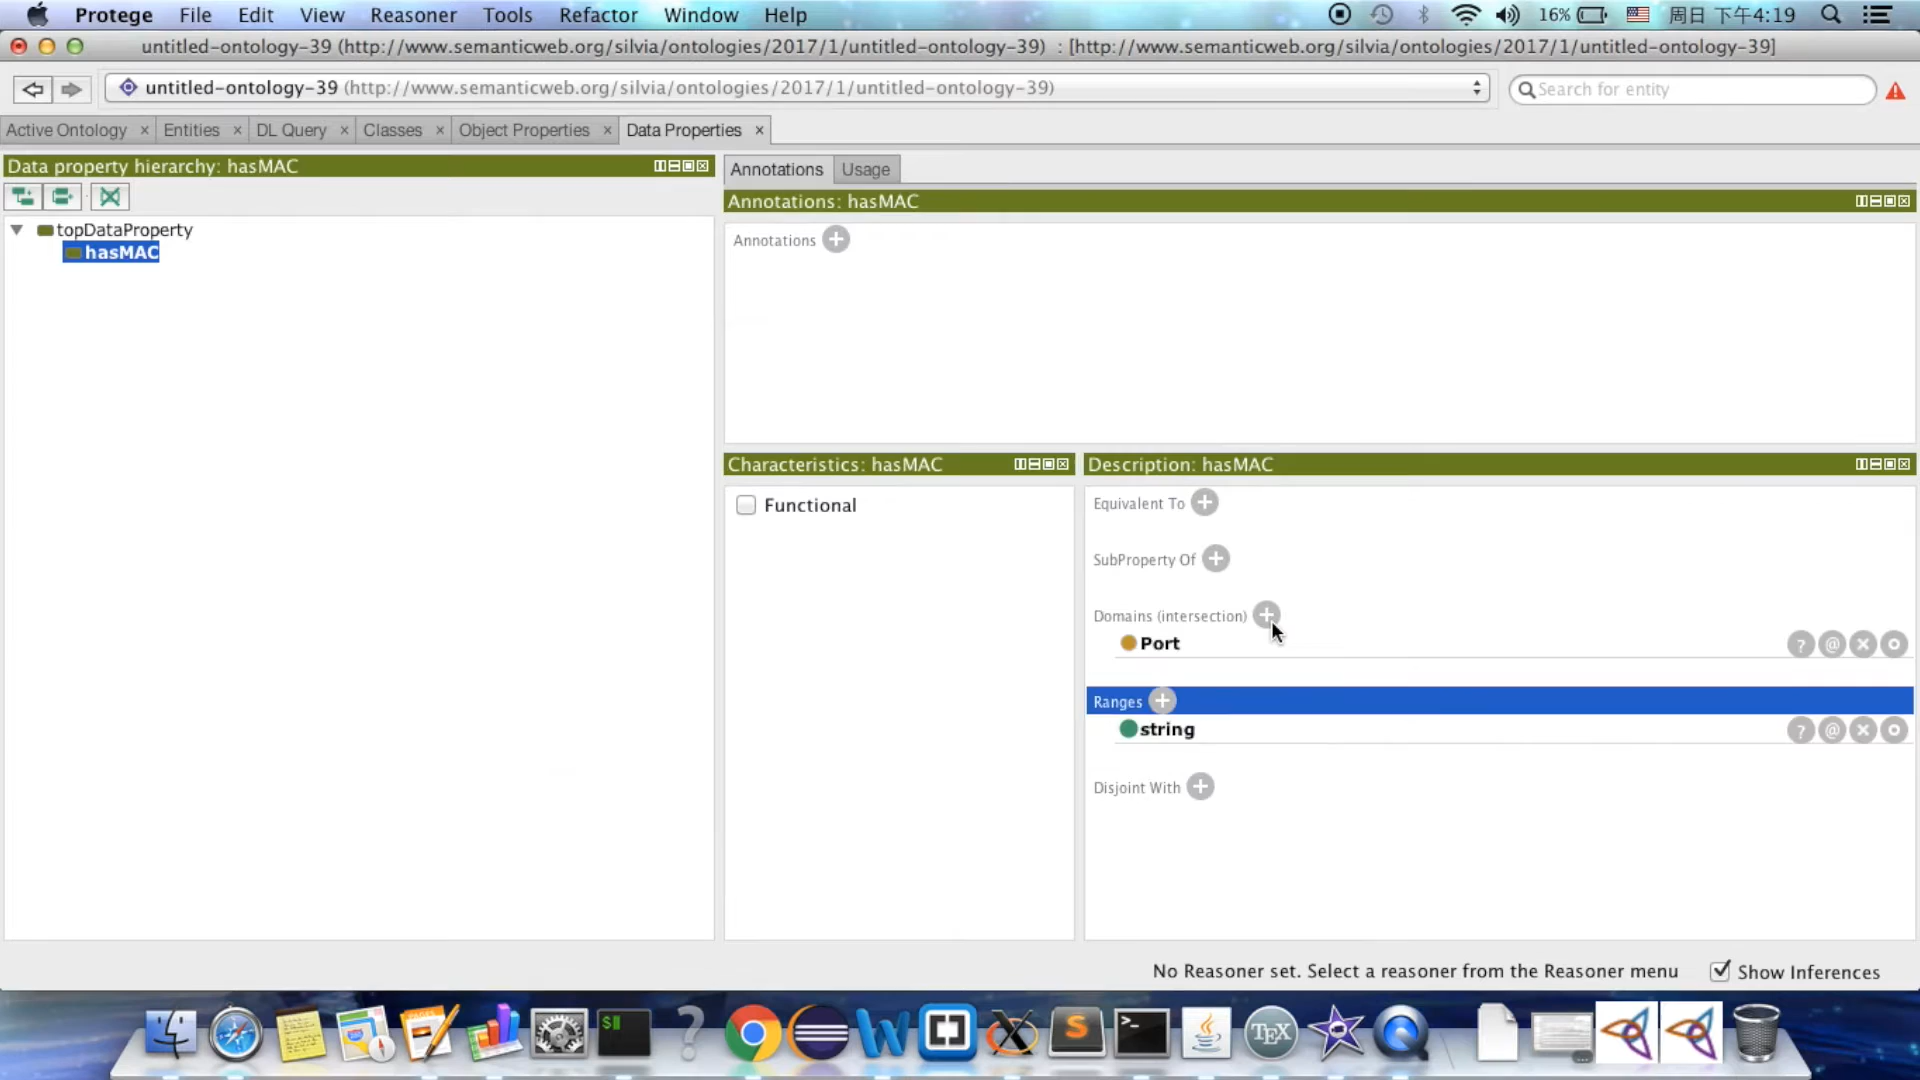 Protege File Edit View Reasoner Tools Refactor Window Help 16% 周日 下午4:19
untitled-ontology-39 (http://www.semanticweb.org/silvia/ontologies/2017/1/untitled-ontology-39) : [http://www.semanticweb.org/silvia/ontologies/2017/1/untitled-ontology-39]
untitled-ontology-39 (http://www.semanticweb.org/silvia/ontologies/2017/1/untitled-ontology-39) Search for entity
Active Ontology × Entities × DL Query × Classes × Object Properties × Data Properties ×
Data property hierarchy: hasMAC
topDataProperty
hasMAC
Annotations Usage
Annotations: hasMAC
Annotations
Characteristics: hasMAC
Functional
Description: hasMAC
Equivalent To
SubProperty Of
Domains (intersection)
Port
Ranges
string
Disjoint With
No Reasoner set. Select a reasoner from the Reasoner menu Show Inferences